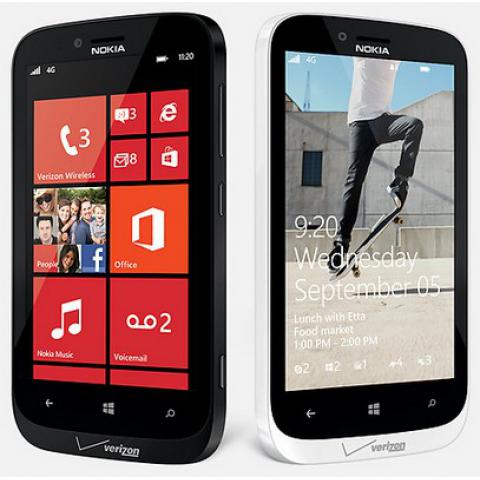 NOKIA
4G 11:20
3
3
Verizon Wireless
8
People
f
Office
Nokia Music
2
Voicemail
verizon
NOKIA
4G
9:20
Wednesday
September 05
Lunch with Etta
Food market
1:00 PM - 2:00 PM
2 2 1 4 3
verizon